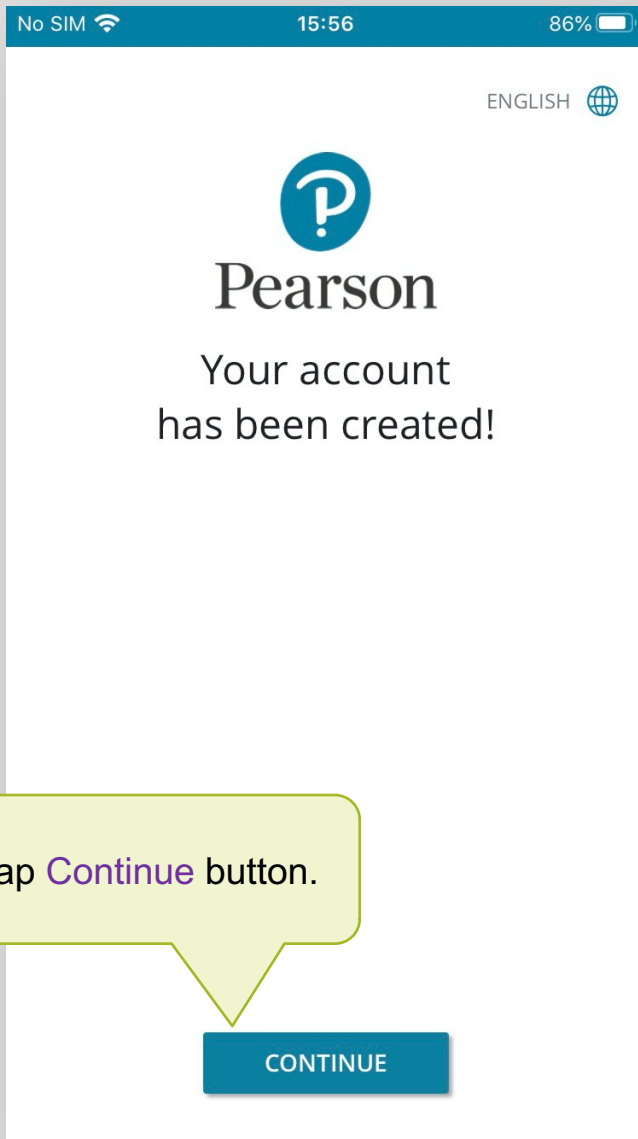 No SIM 15:56 86%
ENGLISH
Pearson
Your account
has been created!
ap Continue button.
CONTINUE